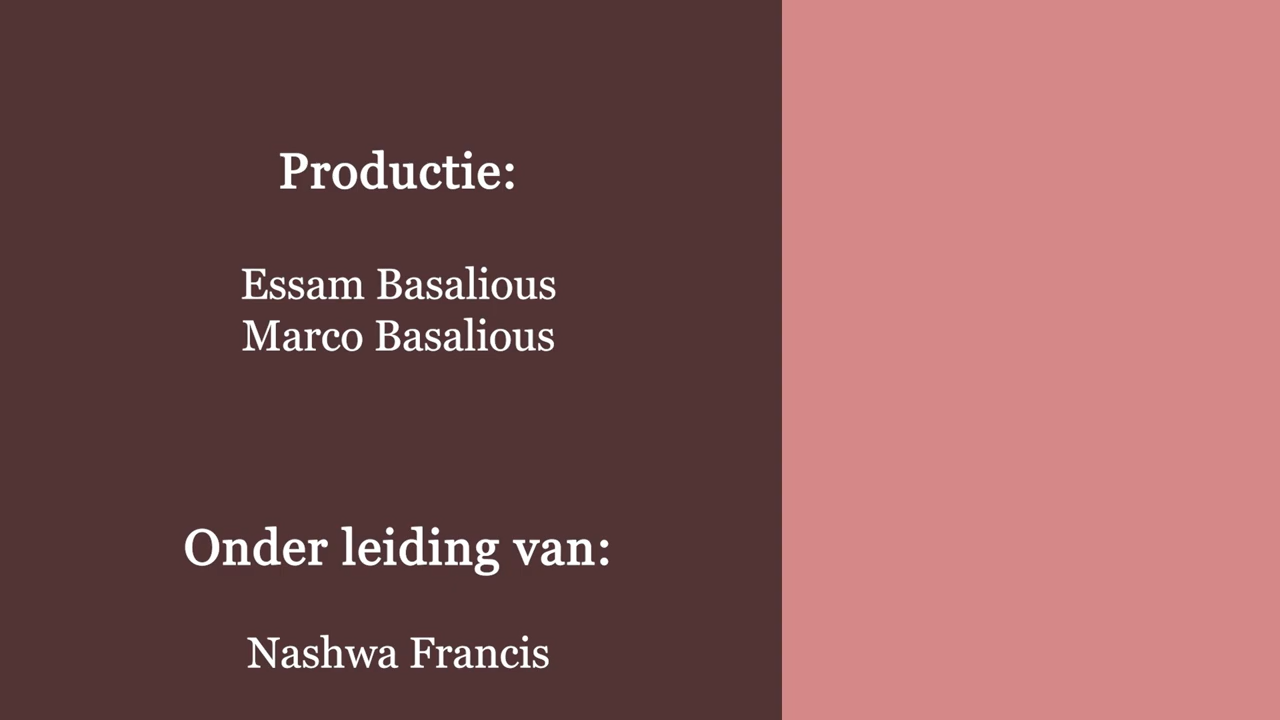 Productie:
Essam Basalious
Marco Basalious
Onder leiding van:
Nashwa Francis